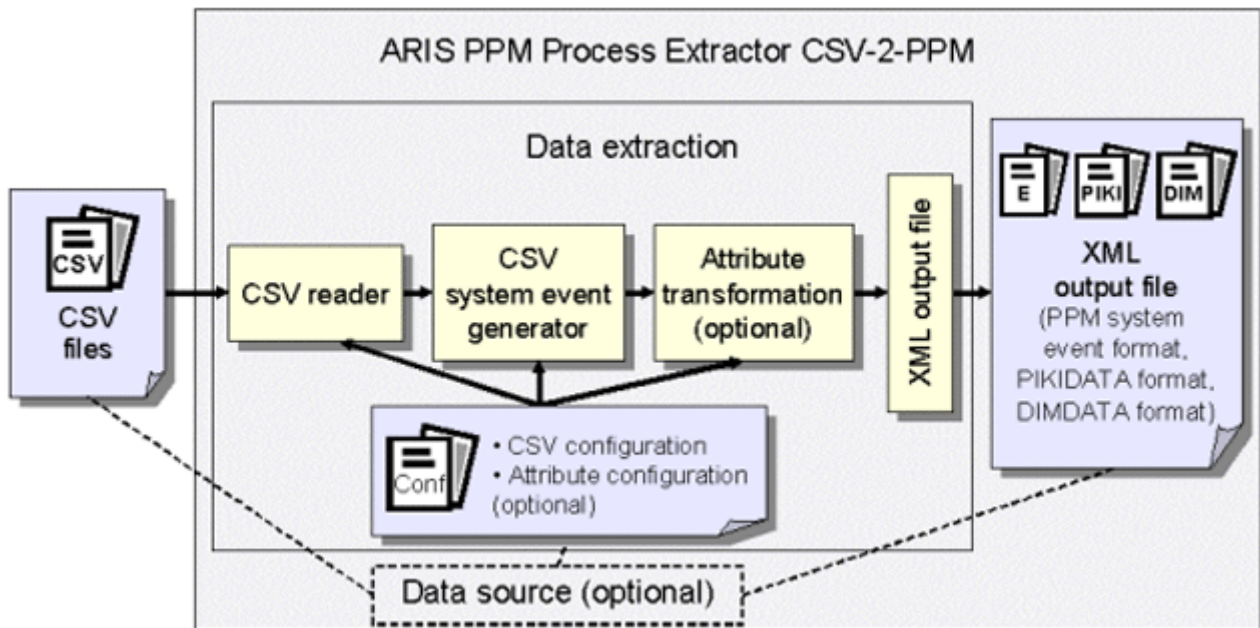 ARIS PPM Process Extractor CSV-2-PPM
Data extraction
CSV
CSV
files
CSV reader
CSV
system event
generator
Attribute
transformation
(optional)
XML output file
E
PIKI
DIM
XML
output file
(PPM system
event format,
PIKIDATA format,
DIMDATA format)
Conf
• CSV configuration
• Attribute configuration
(optional)
Data source (optional)